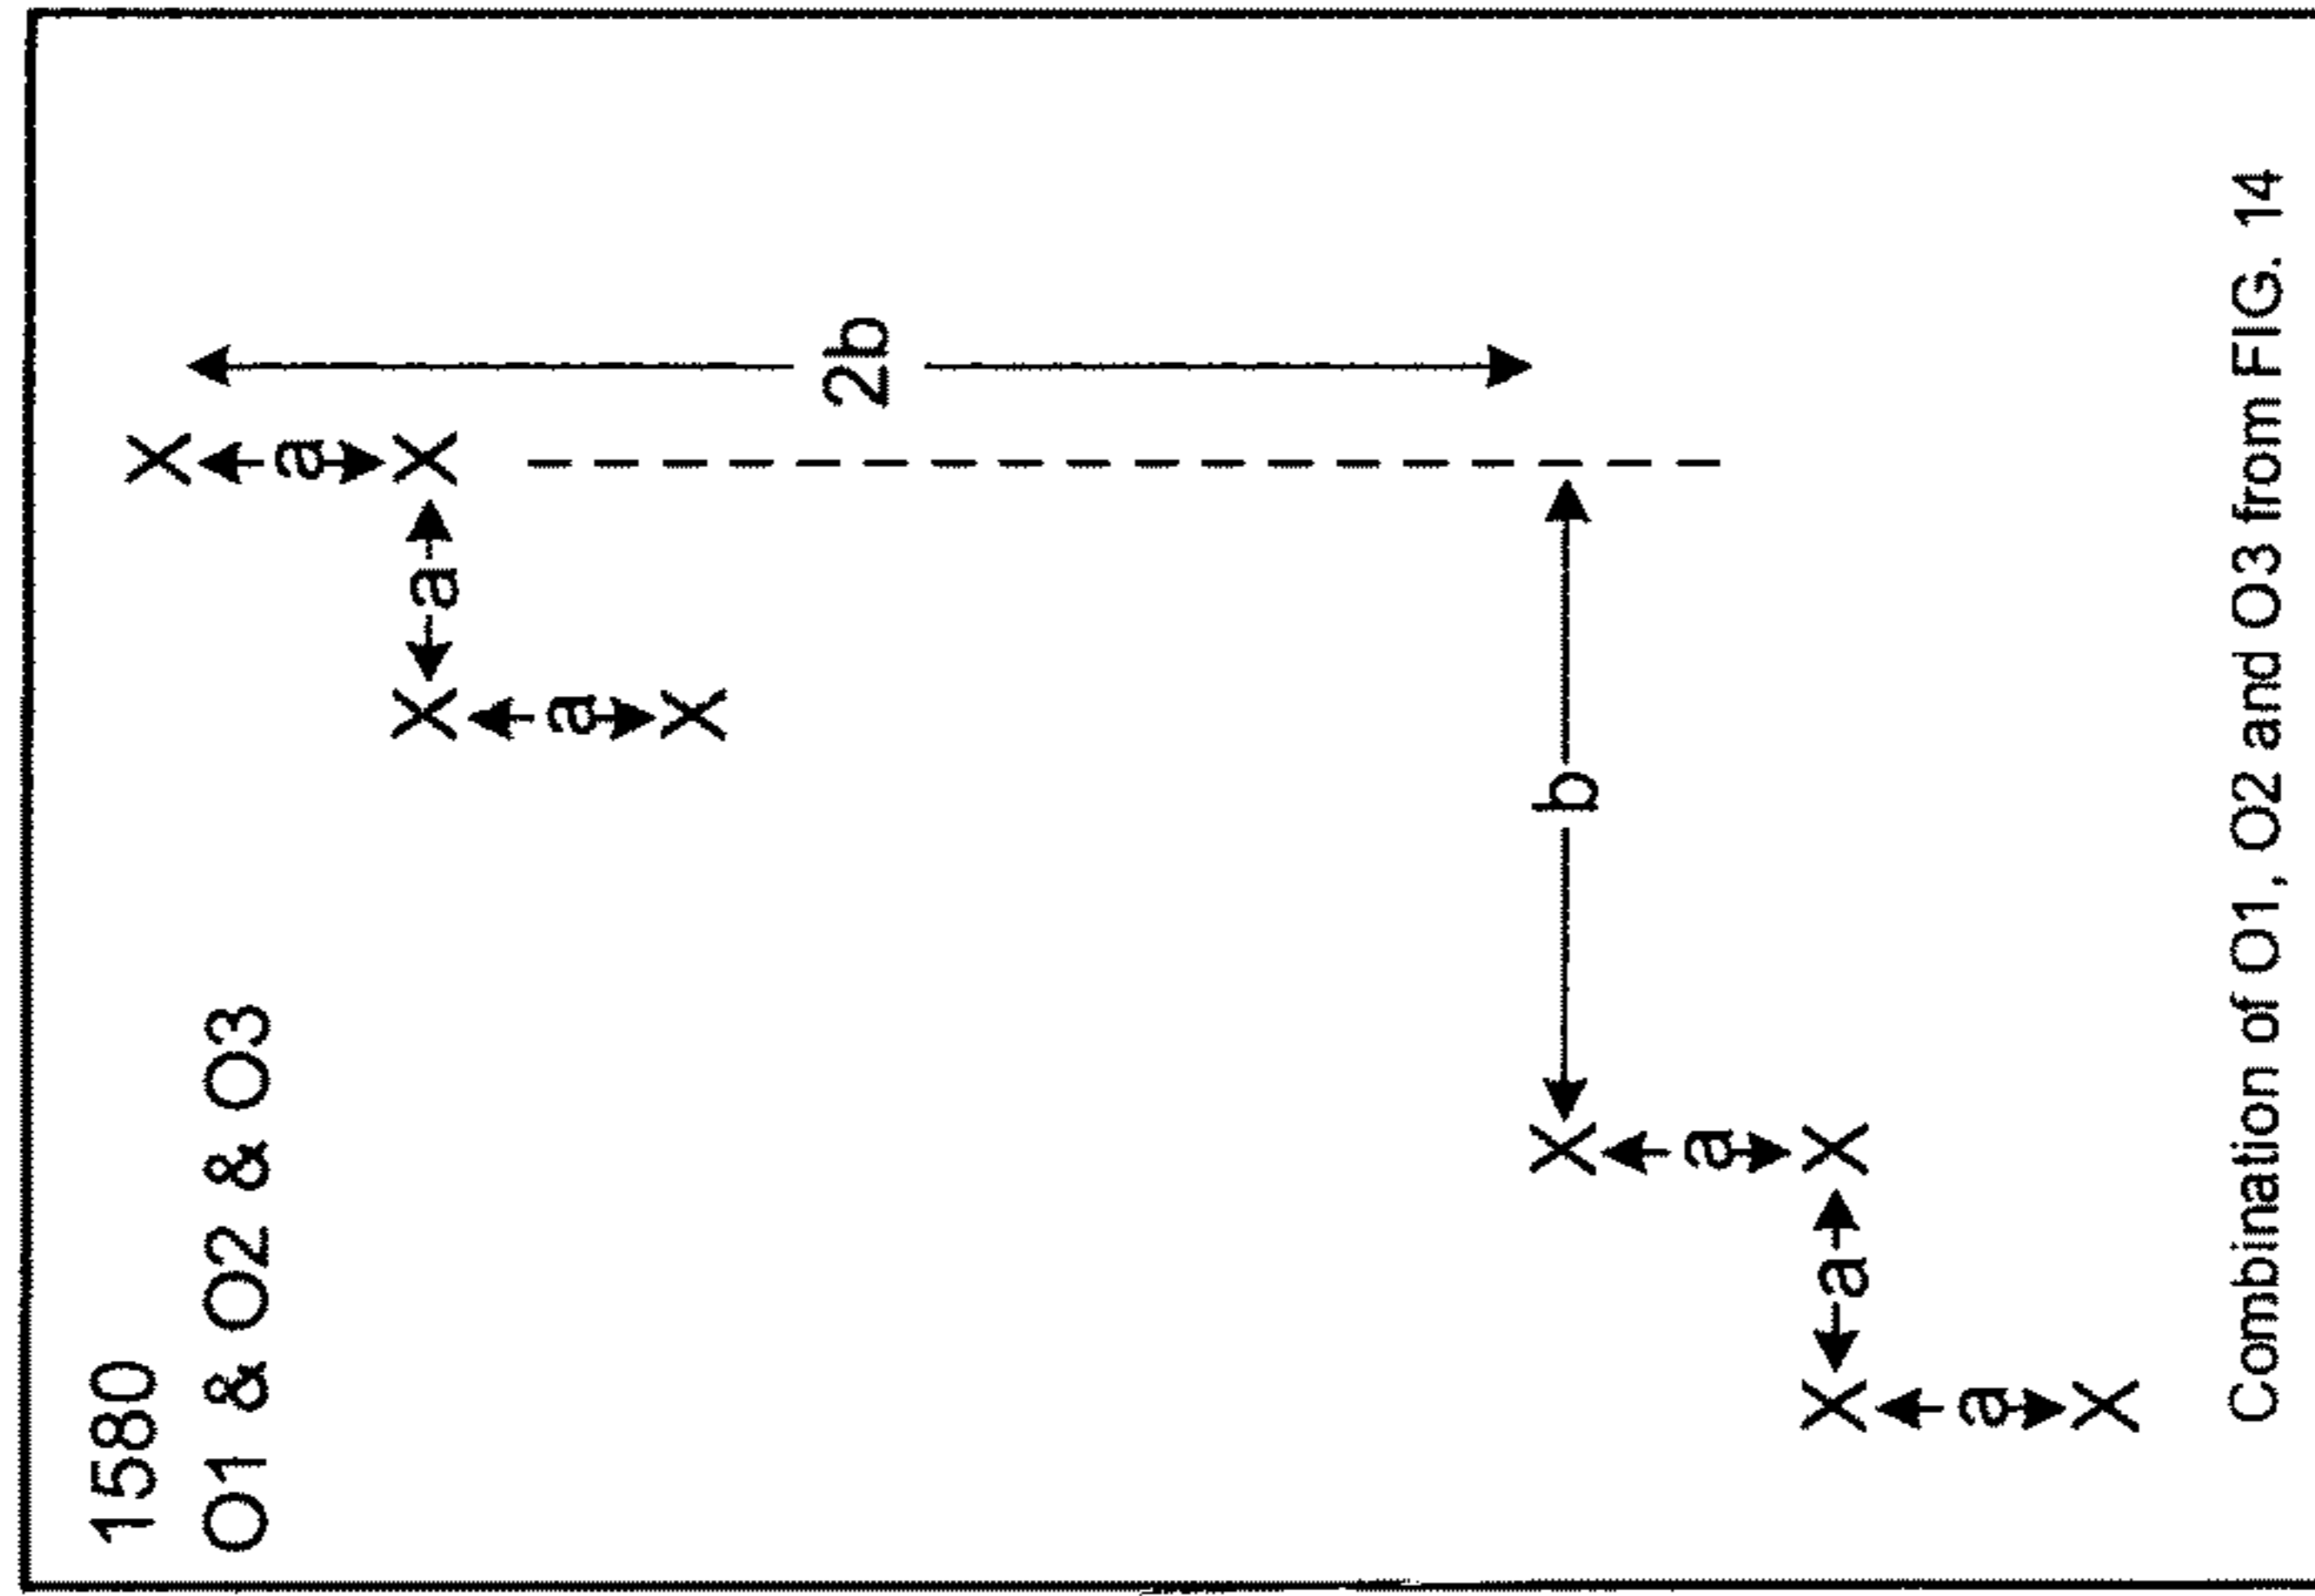 1580
O1 & O2 & O3
X
a
X a X
a
X
2b
X b
a
X a X
a
X
Combination of O1, O2 and O3 from FIG. 14